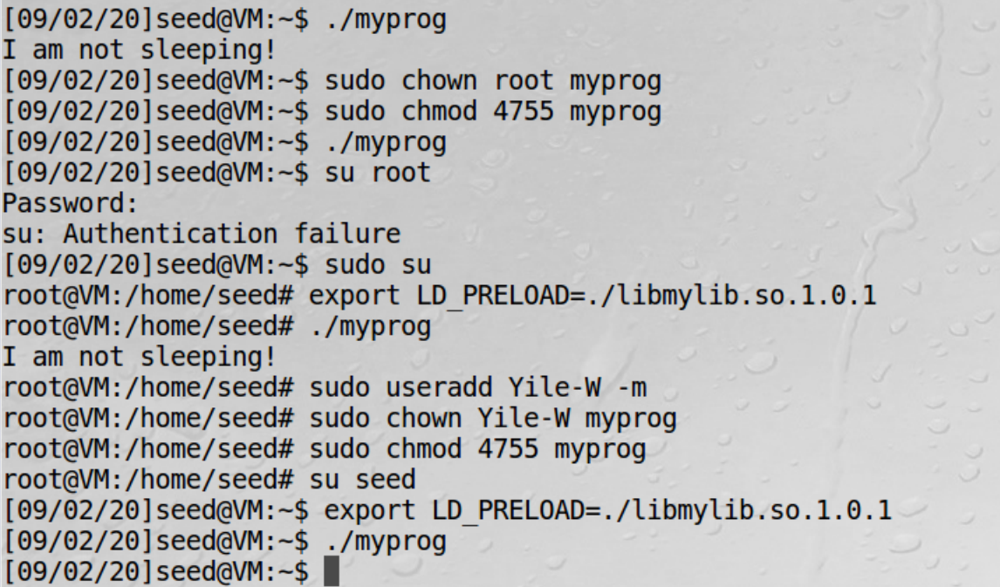 [09/02/20]seed@VM:~$ ./myprog
I am not sleeping!
[09/02/20]seed@VM:~$ sudo chown root myprog
[09/02/20]seed@VM:~$ sudo chmod 4755 myprog
[09/02/20]seed@VM:~$ ./myprog
[09/02/20]seed@VM:~$ su root
Password:
su: Authentication failure
[09/02/20]seed@VM:~$ sudo su
root@VM:/home/seed# export LD_PRELOAD=./libmylib.so.1.0.1
root@VM:/home/seed# ./myprog
I am not sleeping!
root@VM:/home/seed# sudo useradd Yile-W -m
root@VM:/home/seed# sudo chown Yile-W myprog
root@VM:/home/seed# sudo chmod 4755 myprog
root@VM:/home/seed# su seed
[09/02/20]seed@VM:~$ export LD_PRELOAD=./libmylib.so.1.0.1
[09/02/20]seed@VM:~$ ./myprog
[09/02/20]seed@VM:~$